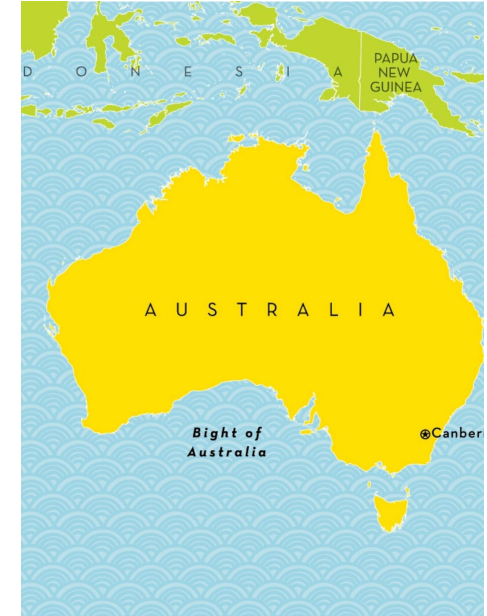 D O N E S I A
PAPUA
NEW
GUINEA
A U S T R A L I A
Bight of
Australia
Canber